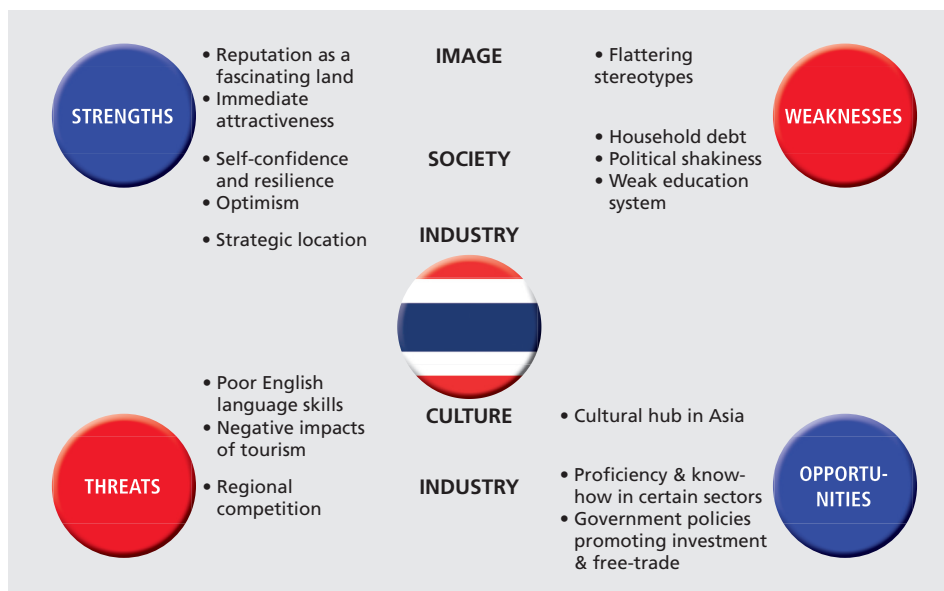 STRENGTHS
• Reputation as a
fascinating land
• Immediate
attractiveness
• Self-confidence
and resilience
• Optimism
• Strategic location
IMAGE
SOCIETY
INDUSTRY
• Flattering
stereotypes
• Household debt
• Political shakiness
• Weak education
system
WEAKNESSES
THREATS
• Poor English
language skills
• Negative impacts
of tourism
• Regional
competition
CULTURE
INDUSTRY
• Cultural hub in Asia
• Proficiency & know-
how in certain sectors
• Government policies
promoting investment
& free-trade
OPPORTU-
NITIES